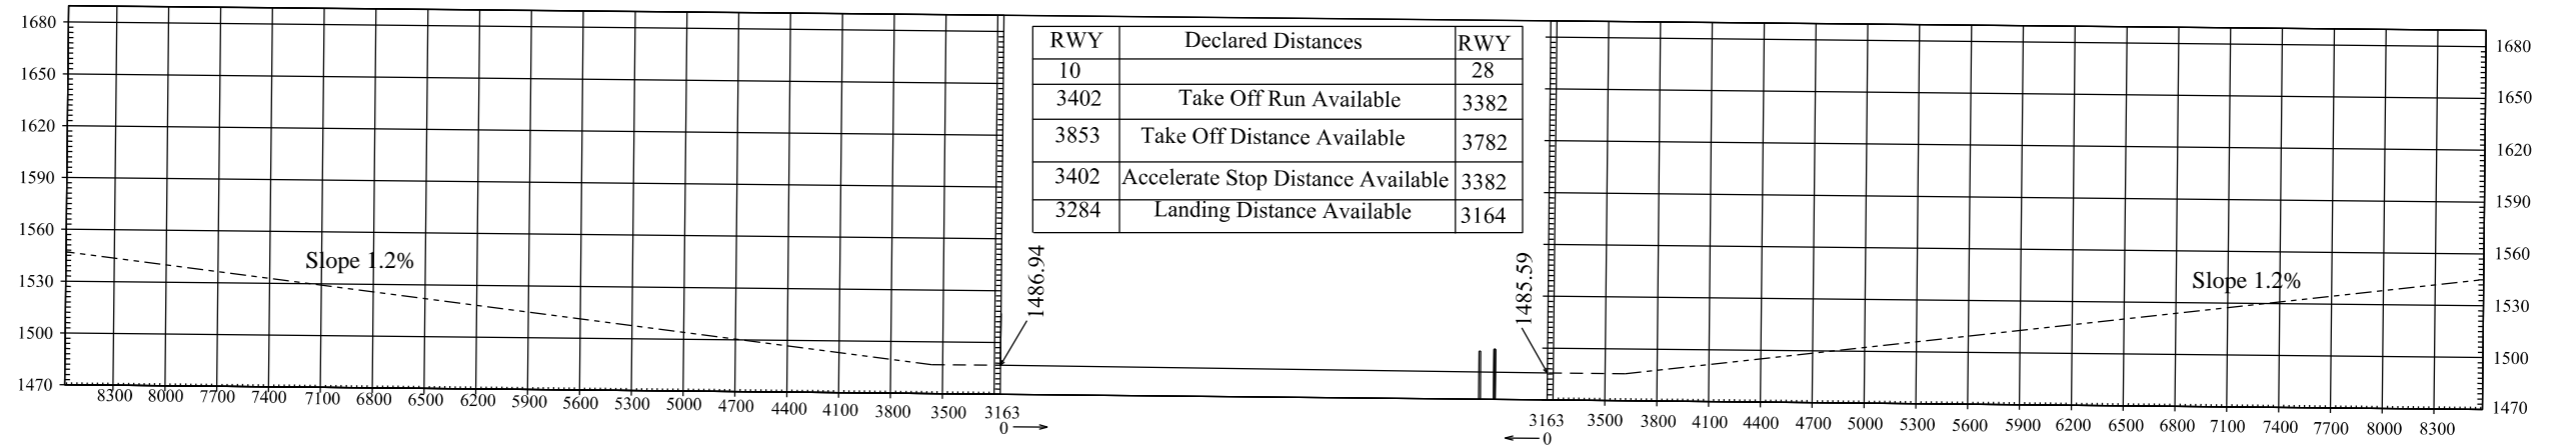 1680
1650
1620
1590
1560
1530
1500
1470
Slope 1.2%
8300 8000 7700 7400 7100 6800 6500 6200 5900 5600 5300 5000 4700 4400 4100 3800 3500 3163
0
RWY Declared Distances RWY
10 28
3402 Take Off Run Available 3382
3853 Take Off Distance Available 3782
3402 Accelerate Stop Distance Available 3382
3284 Landing Distance Available 3164
1486.94
1485.59
Slope 1.2%
1680
1650
1620
1590
1560
1530
1500
1470
3163 3500 3800 4100 4400 4700 5000 5300 5600 5900 6200 6500 6800 7100 7400 7700 8000 8300
0